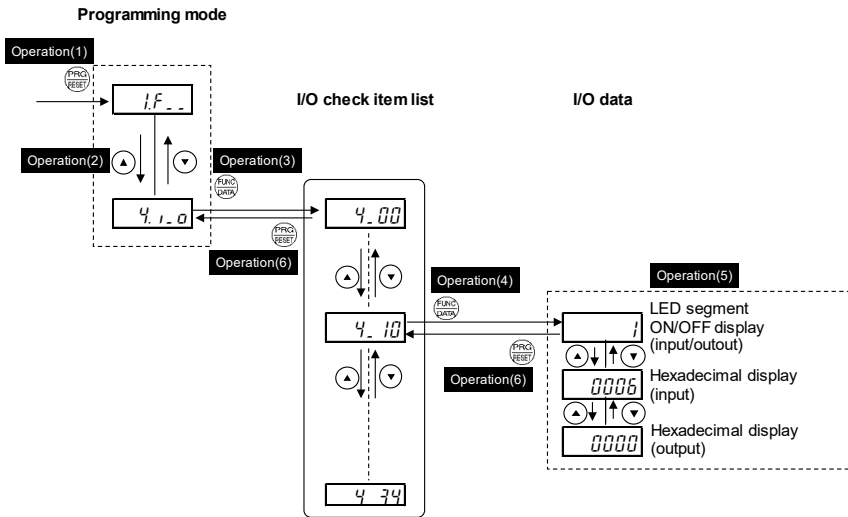 Programming mode
Operation(1)
PRG
RESET
1.F_ _
I/O check item list
I/O data
Operation(2)
Operation(3)
FUNC
DATA
4. i_o
4_00
PRG
RESET
Operation(6)
Operation(4)
Operation(5)
FUNC
DATA
LED segment
ON/OFF display
(input/outout)
1
4_10
PRG
RESET
Operation(6)
0006
Hexadecimal display
(input)
0000
Hexadecimal display
(output)
4 34